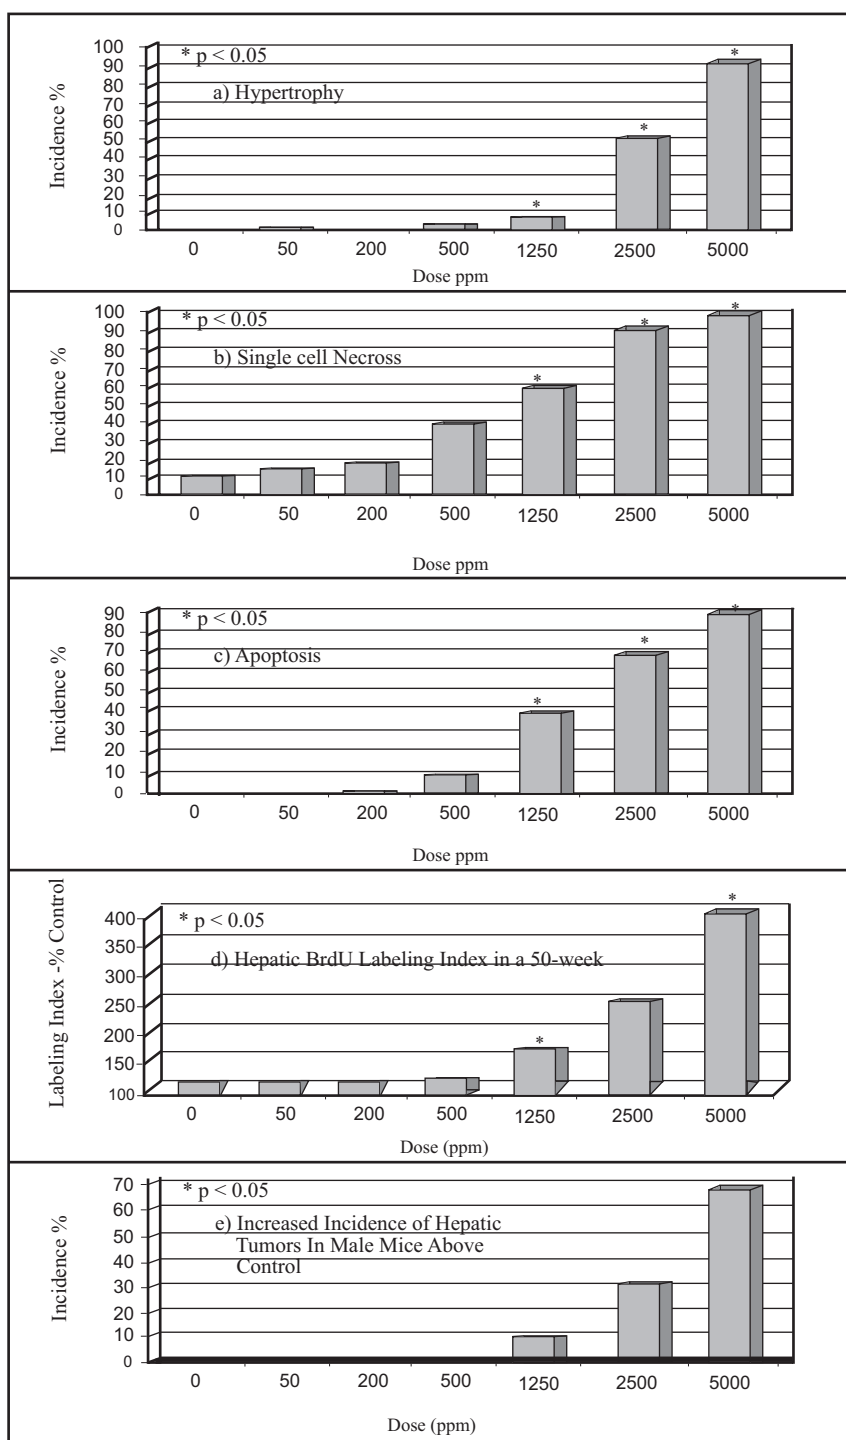 * p < 0.05
a) Hypertrophy
Incidence %
100
90
80
70
60
50
40
30
20
10
0
* * *
0 50 200 500 1250 2500 5000
Dose ppm
* p < 0.05
b) Single cell Necross
Incidence %
100
90
80
70
60
50
40
30
20
10
0
* * *
0 50 200 500 1250 2500 5000
Dose ppm
* p < 0.05
c) Apoptosis
Incidence %
90
80
70
60
50
40
30
20
10
0
* * *
0 50 200 500 1250 2500 5000
Dose ppm
* p < 0.05
d) Hepatic BrdU Labeling Index in a 50-week
Labeling Index -% Control
400
350
300
250
200
150
100
* *
0 50 200 500 1250 2500 5000
Dose (ppm)
* p < 0.05
e) Increased Incidence of Hepatic
Tumors In Male Mice Above
Control
Incidence %
70
60
50
40
30
20
10
0
0 50 200 500 1250 2500 5000
Dose (ppm)